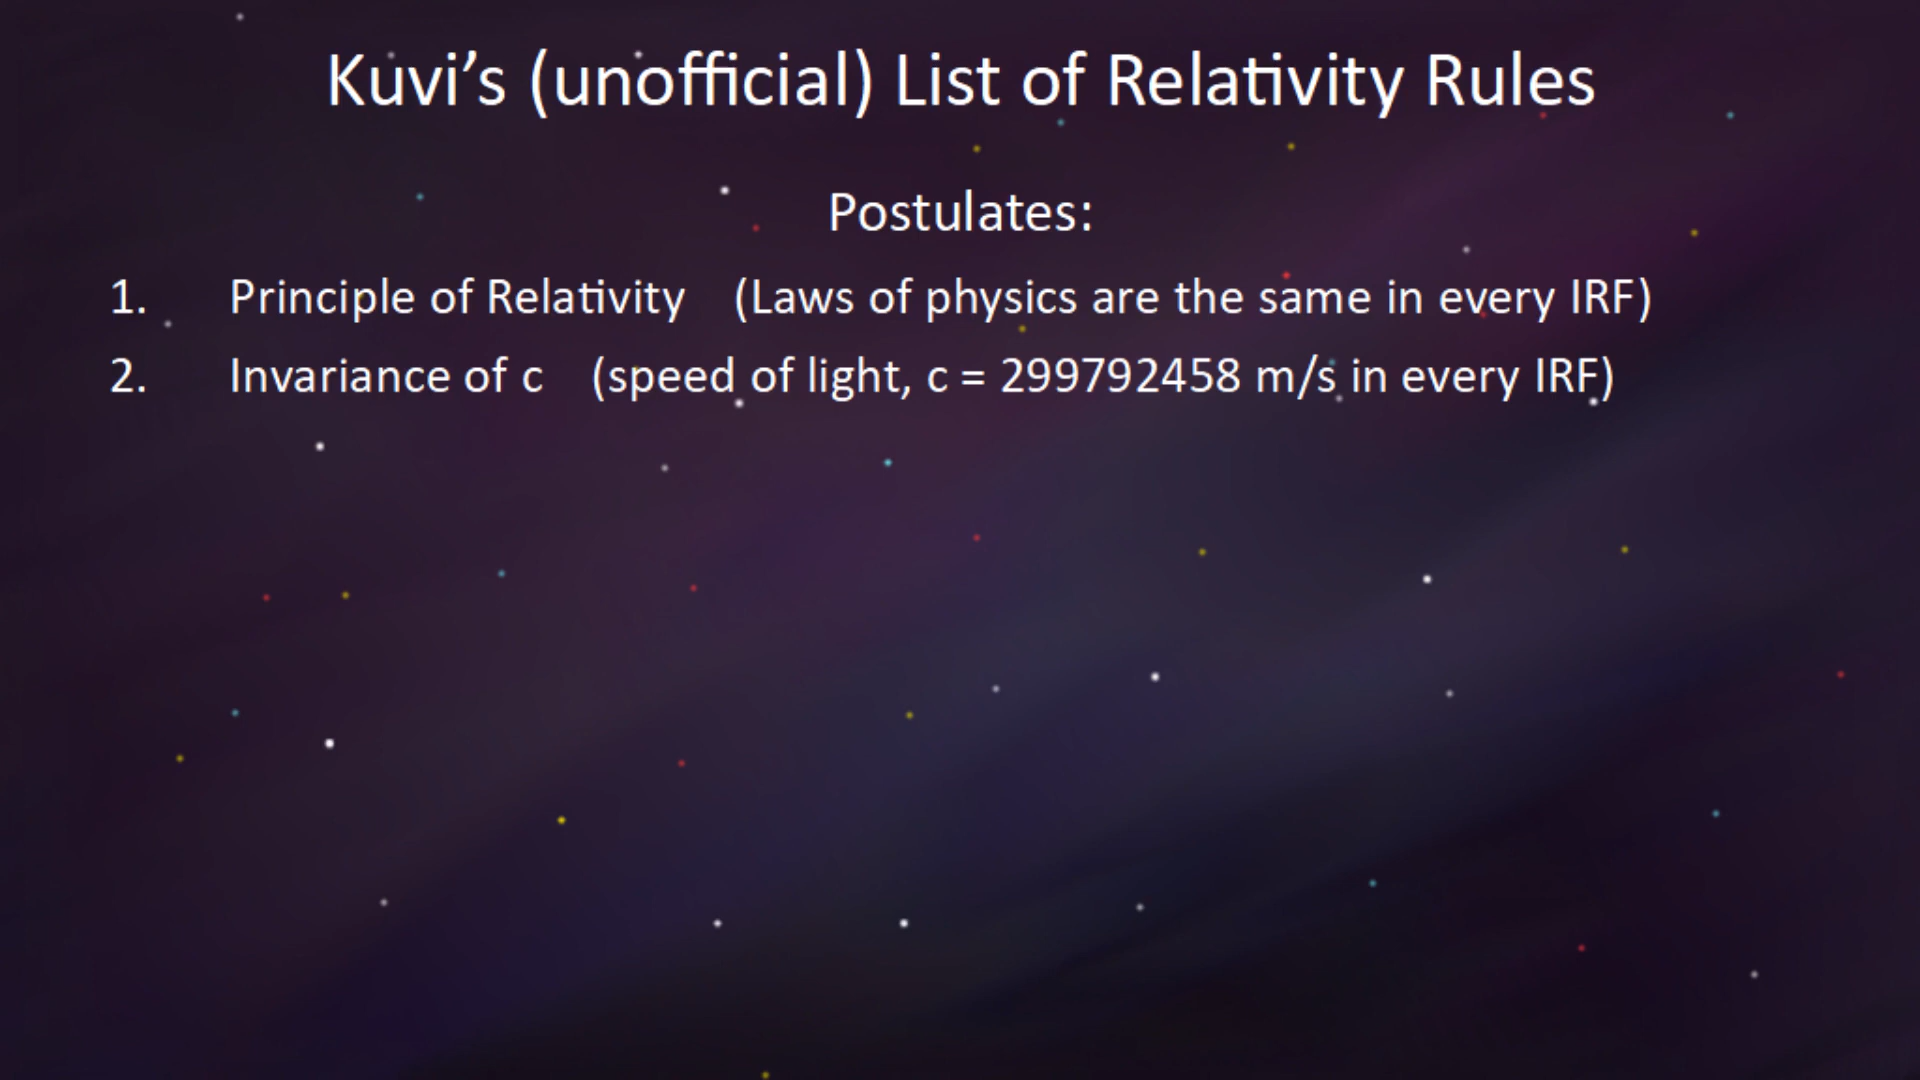 Kuvi’s (unofficial) List of Relativity Rules
Postulates:
1. Principle of Relativity (Laws of physics are the same in every IRF)
2. Invariance of c (speed of light, c = 299792458 m/s in every IRF)